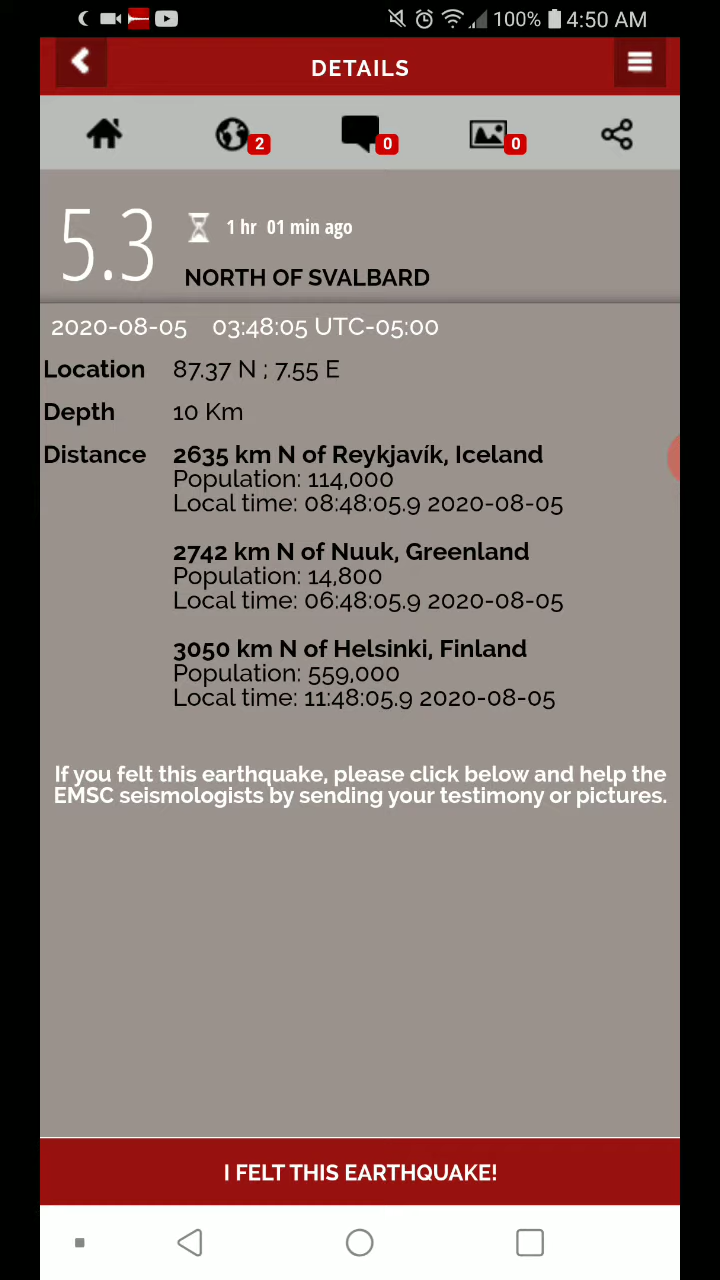 100% 4:50 AM
DETAILS
2 0 0
5.3
1 hr 01 min ago
NORTH OF SVALBARD
2020-08-05 03:48:05 UTC-05:00
Location 87.37 N ; 7.55 E
Depth 10 Km
Distance 2635 km N of Reykjavík, Iceland
Population: 114,000
Local time: 08:48:05.9 2020-08-05
2742 km N of Nuuk, Greenland
Population: 14,800
Local time: 06:48:05.9 2020-08-05
3050 km N of Helsinki, Finland
Population: 559,000
Local time: 11:48:05.9 2020-08-05
If you felt this earthquake, please click below and help the
EMSC seismologists by sending your testimony or pictures.
I FELT THIS EARTHQUAKE!